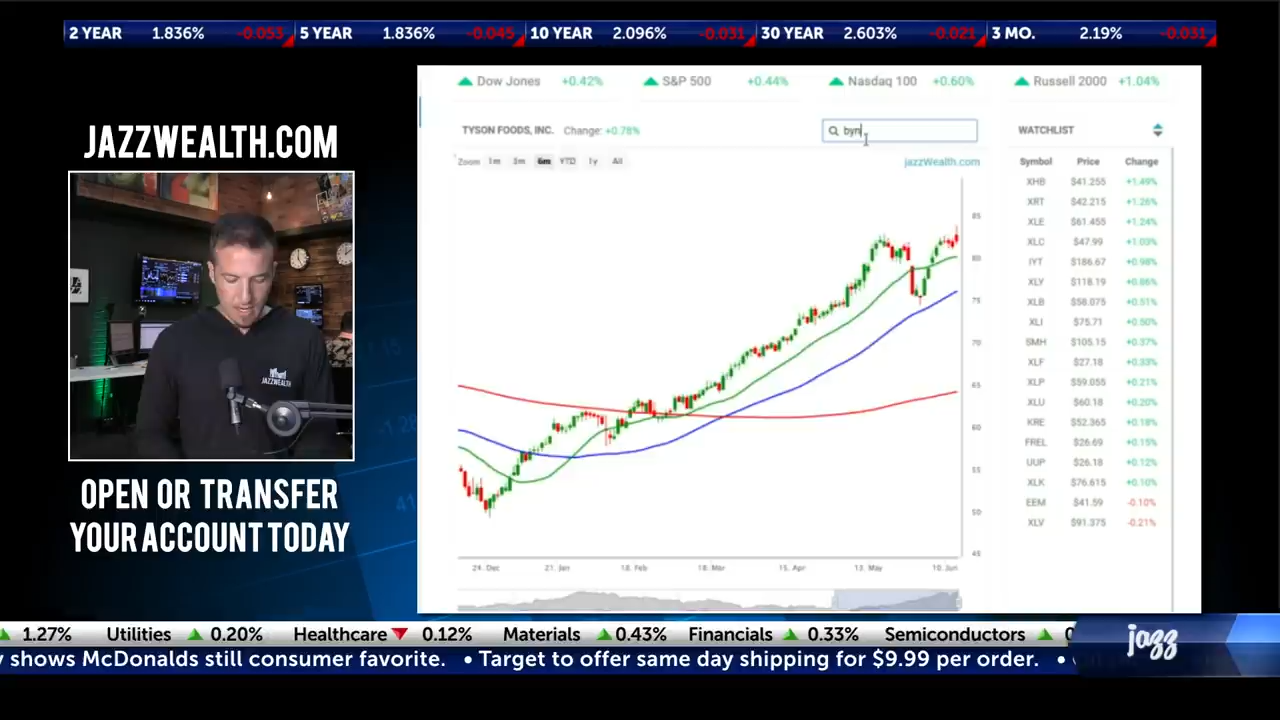 2 YEAR 1.836% -0.053 5 YEAR 1.836% -0.045 10 YEAR 2.096% -0.031 30 YEAR 2.603% -0.021 3 MO. 2.19% -0.031
Dow Jones +0.42% S&P 500 +0.44% Nasdaq 100 +0.60% Russell 2000 +1.04%
JAZZWEALTH.COM
JAZZWEALTH
OPEN OR TRANSFER
YOUR ACCOUNT TODAY
TYSON FOODS, INC. Change: +0.78% byn
Zoom 1m 3m 6m YTD 1y All jazzWealth.com
85
80
75
70
65
60
55
50
45
24. Dec 21. Jan 18. Feb 18. Mar 15. Apr 13. May 10. Jun
WATCHLIST
Symbol Price Change
XHB $41.255 +1.49%
XRT $42.215 +1.26%
XLE $61.455 +1.24%
XLC $47.99 +1.03%
IYT $186.67 +0.98%
XLY $118.19 +0.86%
XLB $58.075 +0.51%
XLI $75.71 +0.50%
SMH $105.15 +0.37%
XLF $27.18 +0.33%
XLP $59.055 +0.21%
XLU $60.18 +0.20%
KRE $52.365 +0.18%
FREL $26.69 +0.15%
UUP $26.18 +0.12%
XLK $76.615 +0.10%
EEM $41.59 -0.10%
XLV $91.375 -0.21%
1.27% Utilities 0.20% Healthcare 0.12% Materials 0.43% Financials 0.33% Semiconductors
jazz
shows McDonalds still consumer favorite. • Target to offer same day shipping for $9.99 per order. •